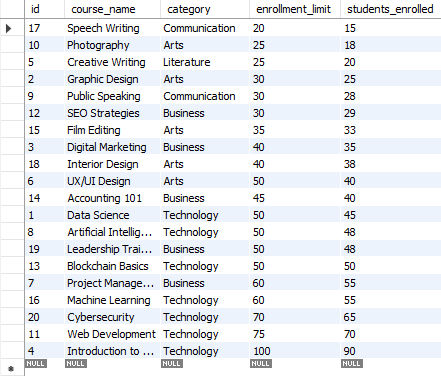 id course_name category enrollment_limit students_enrolled
17 Speech Writing Communication 20 15
10 Photography Arts 25 18
5 Creative Writing Literature 25 20
2 Graphic Design Arts 30 25
9 Public Speaking Communication 30 28
12 SEO Strategies Business 30 29
15 Film Editing Arts 35 33
3 Digital Marketing Business 40 35
18 Interior Design Arts 40 38
6 UX/UI Design Arts 50 40
14 Accounting 101 Business 45 40
1 Data Science Technology 50 45
8 Artificial Intellig... Technology 50 48
19 Leadership Trai... Business 50 48
13 Blockchain Basics Technology 50 50
7 Project Manage... Business 60 55
16 Machine Learning Technology 60 55
20 Cybersecurity Technology 70 65
11 Web Development Technology 75 70
4 Introduction to ... Technology 100 90
NULL NULL NULL NULL NULL